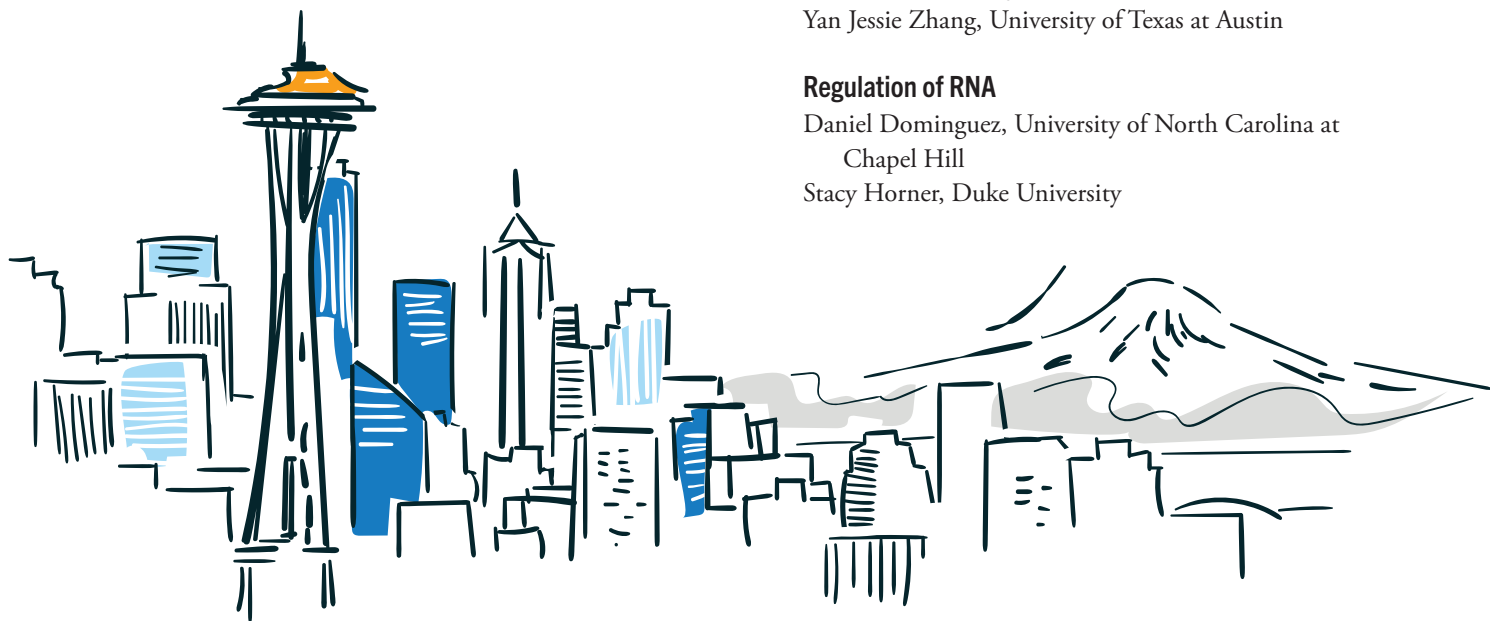 Yan Jessie Zhang, University of Texas at Austin
Regulation of RNA
Daniel Dominguez, University of North Carolina at
Chapel Hill
Stacy Horner, Duke University